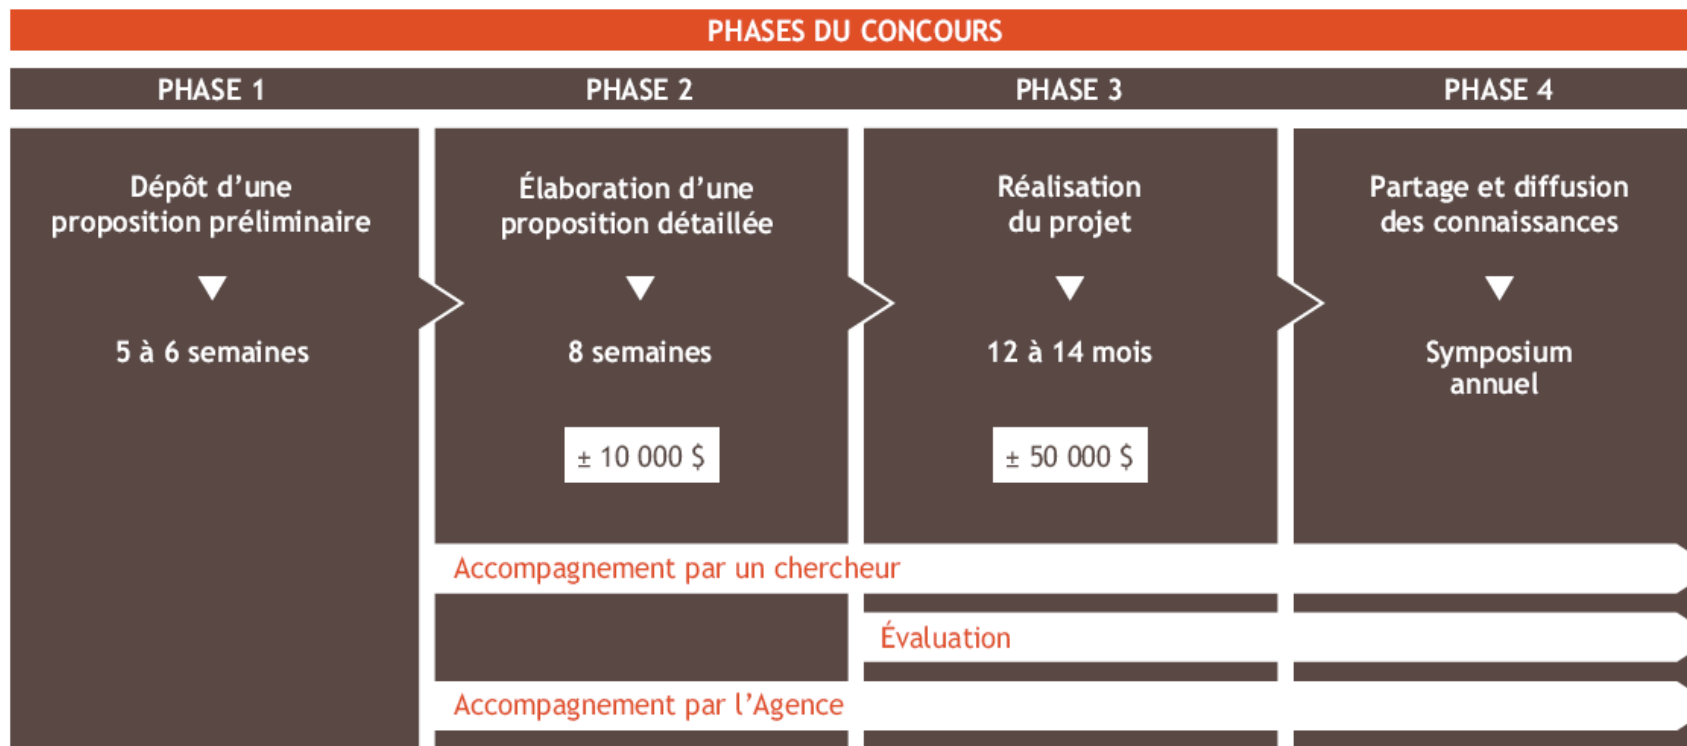 PHASES DU CONCOURS
PHASE 1
PHASE 2
PHASE 3
PHASE 4
Dépôt d’une
proposition préliminaire
5 à 6 semaines
Élaboration d’une
proposition détaillée
8 semaines
± 10 000 $
Réalisation
du projet
12 à 14 mois
± 50 000 $
Partage et diffusion
des connaissances
Symposium
annuel
Accompagnement par un chercheur
Évaluation
Accompagnement par l’Agence